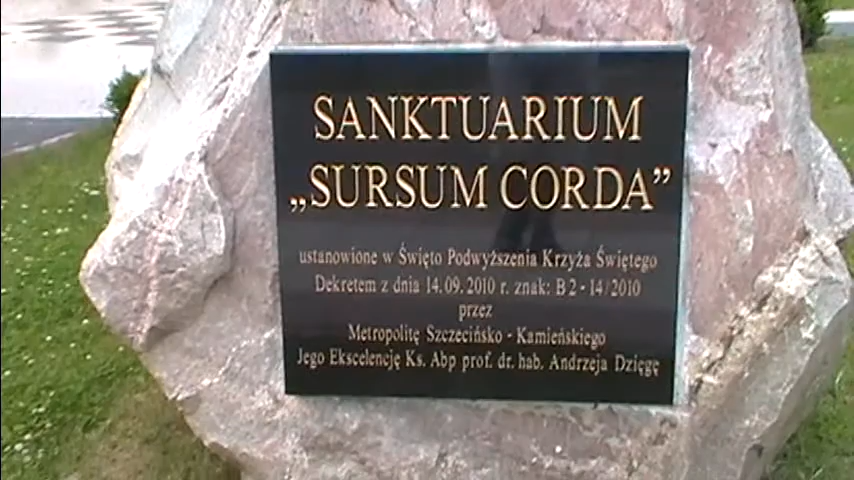 SANKTUARIUM
„SURSUM CORDA”
ustanowione w Święto Podwyższenia Krzyża Świętego
Dekretem z dnia 14.09.2010 r. znak: B 2 - 14/2010
przez
Metropolitę Szczecińsko - Kamieńskiego
Jego Ekscelencję Ks. Abp prof. dr. hab. Andrzeja Dzięgę